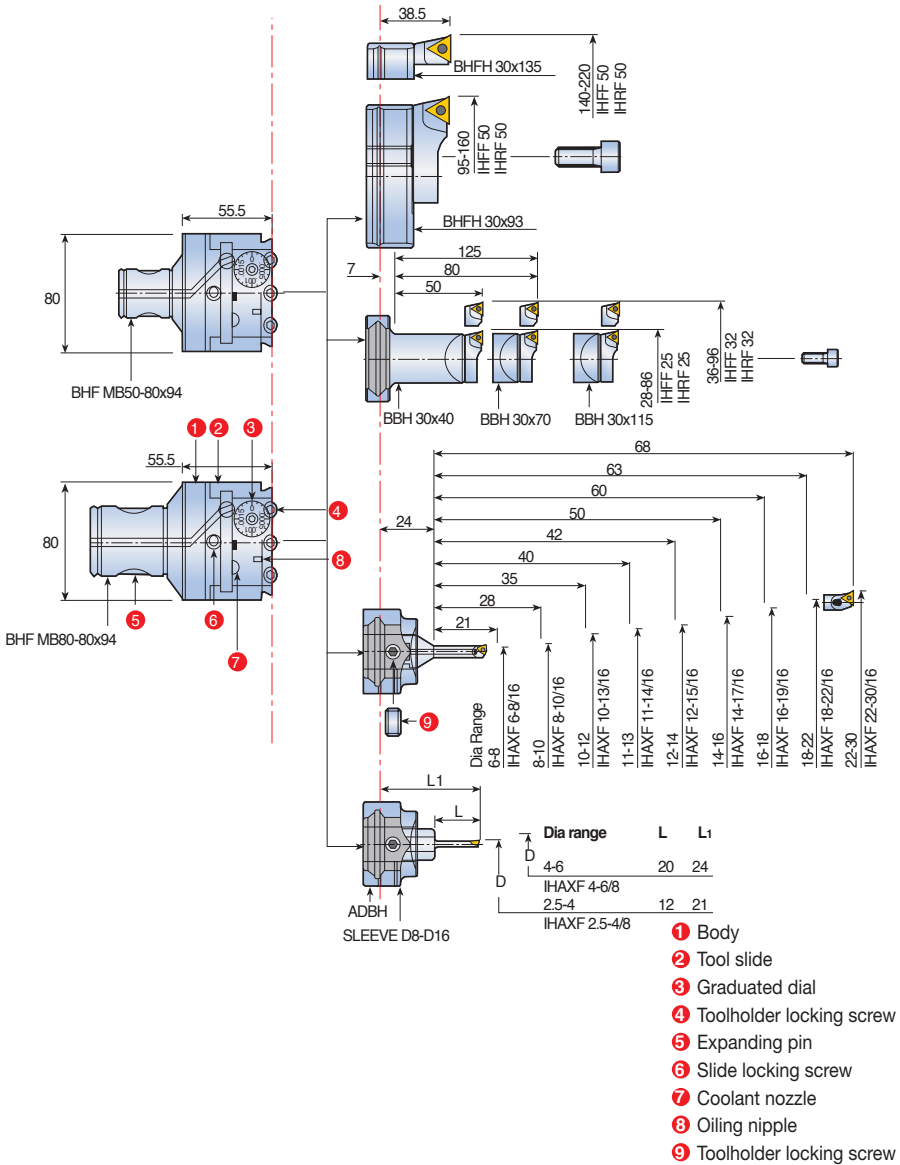 38.5
BHFH 30x135
140-220
IHFF 50
IHRF 50
95-160
IHFF 50
IHRF 50
BHFH 30x93
55.5
80
BHF MB50-80x94
7
125
80
50
BBH 30x40
BBH 30x70
BBH 30x115
28-86
IHFF 25
IHRF 25
36-96
IHFF 32
IHRF 32
1
2
3
55.5
80
4
8
5
6
7
BHF MB80-80x94
68
63
60
50
42
40
35
28
21
24
9
Dia Range
6-8
IHAXF 6-8/16
8-10
IHAXF 8-10/16
10-12
IHAXF 10-13/16
11-13
IHAXF 11-14/16
12-14
IHAXF 12-15/16
14-16
IHAXF 14-17/16
16-18
IHAXF 16-19/16
18-22
IHAXF 18-22/16
22-30
IHAXF 22-30/16
L1
L
D
D
ADBH
SLEEVE D8-D16
Dia range L L1
4-6 20 24
IHAXF 4-6/8
2.5-4 12 21
IHAXF 2.5-4/8
1 Body
2 Tool slide
3 Graduated dial
4 Toolholder locking screw
5 Expanding pin
6 Slide locking screw
7 Coolant nozzle
8 Oiling nipple
9 Toolholder locking screw